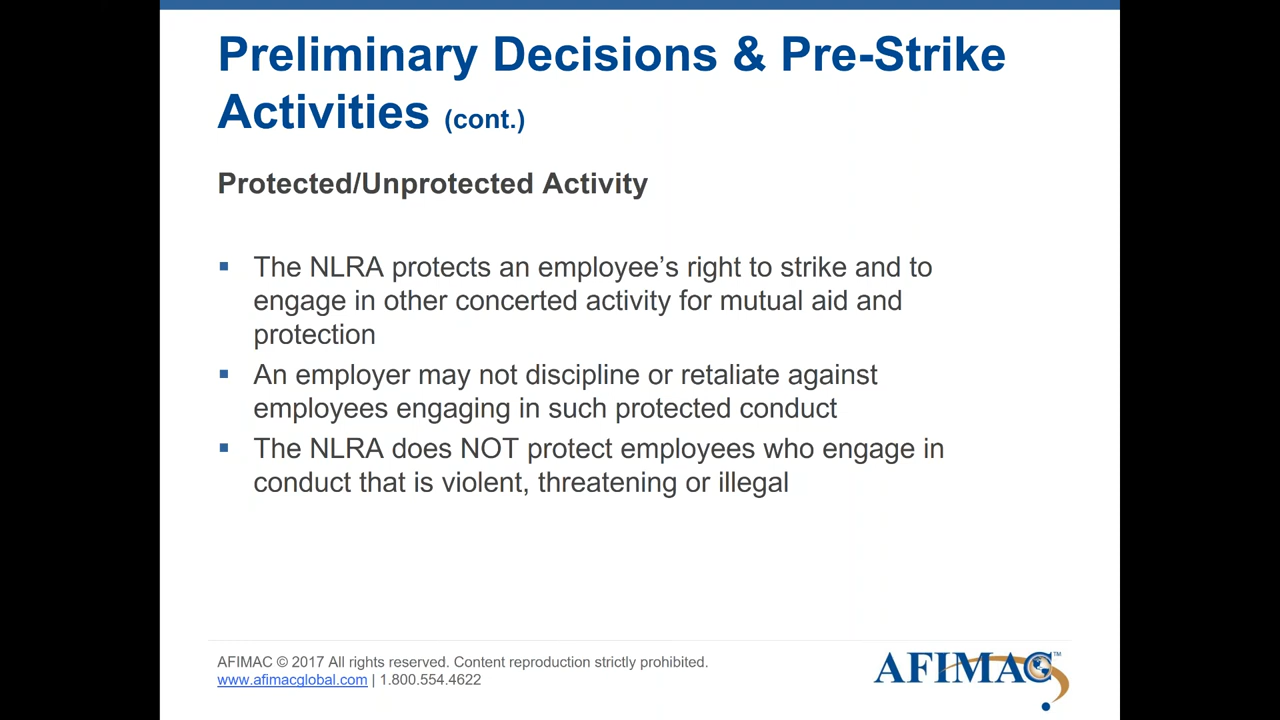 Preliminary Decisions & Pre-Strike
Activities (cont.)
Protected/Unprotected Activity
▪ The NLRA protects an employee’s right to strike and to
engage in other concerted activity for mutual aid and
protection
▪ An employer may not discipline or retaliate against
employees engaging in such protected conduct
▪ The NLRA does NOT protect employees who engage in
conduct that is violent, threatening or illegal
AFIMAC © 2017 All rights reserved. Content reproduction strictly prohibited.
www.afimacglobal.com | 1.800.554.4622
AFIMAC™